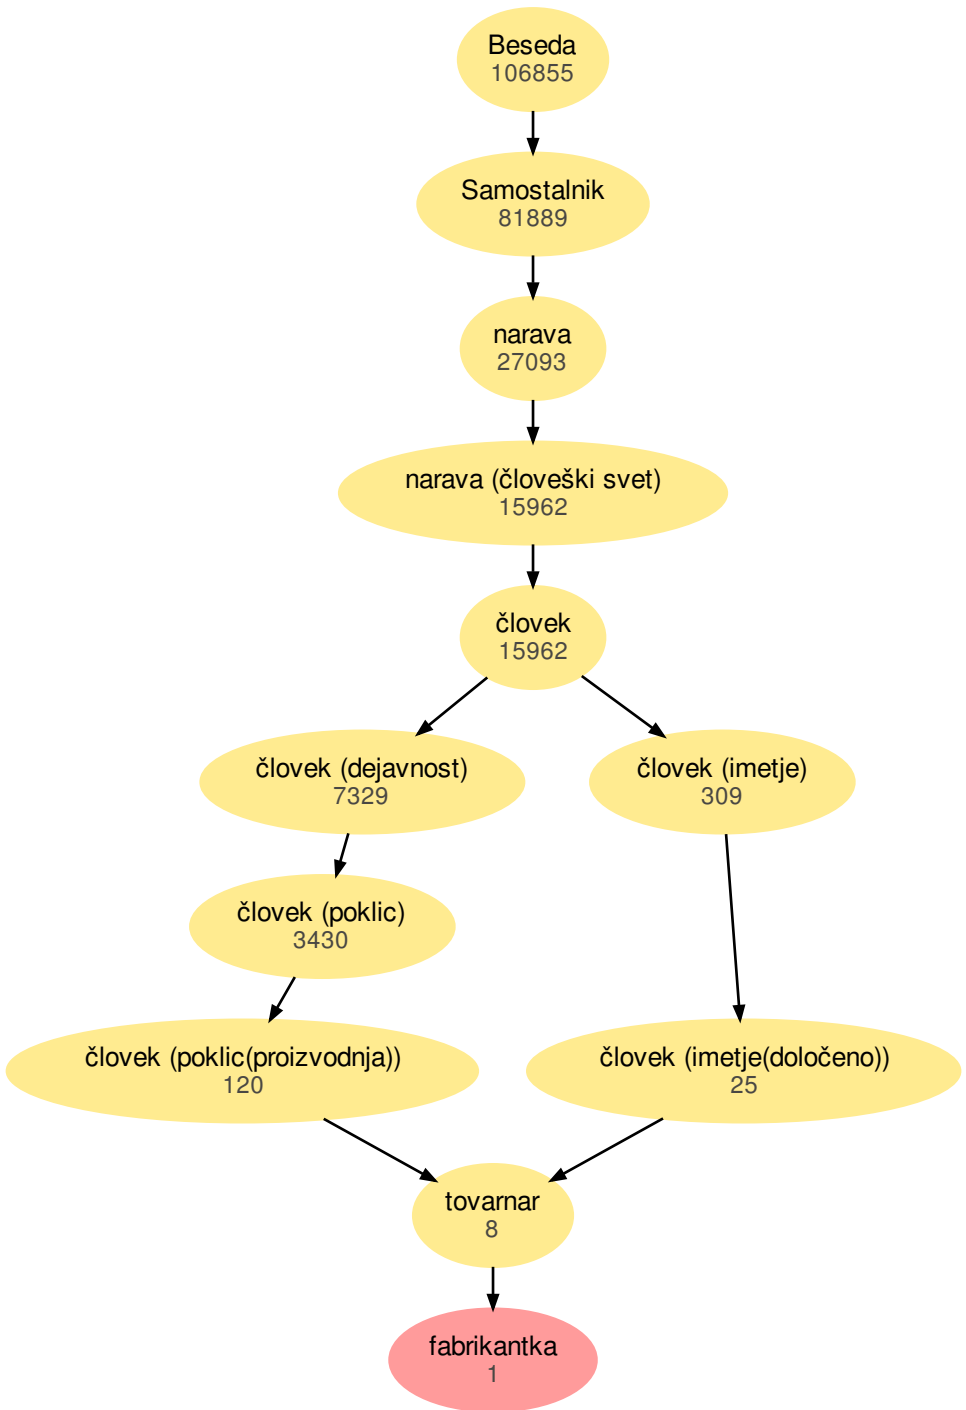 Beseda
106855
Samostalnik
81889
narava
27093
narava (človeški svet)
15962
človek
15962
človek (dejavnost)
7329
človek (imetje)
309
človek (poklic)
3430
človek (poklic(proizvodnja))
120
človek (imetje(določeno))
25
tovarnar
8
fabrikantka
1